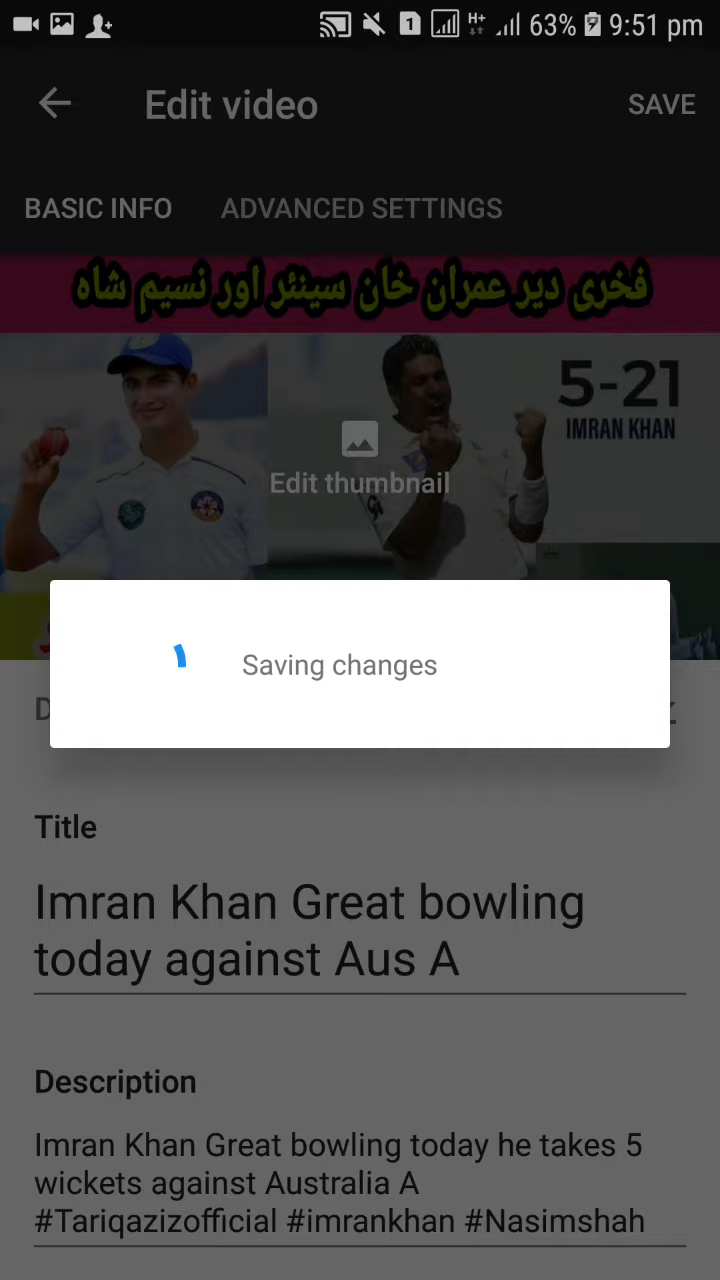 1 H+ 63% 9:51 pm
Edit video SAVE
BASIC INFO ADVANCED SETTINGS
فخری دیر عمران خان سینئر اور نسیم شاہ
5-21
IMRAN KHAN
Edit thumbnail
Saving changes
Title
Imran Khan Great bowling
today against Aus A
Description
Imran Khan Great bowling today he takes 5
wickets against Australia A
#Tariqazizofficial #imrankhan #Nasimshah